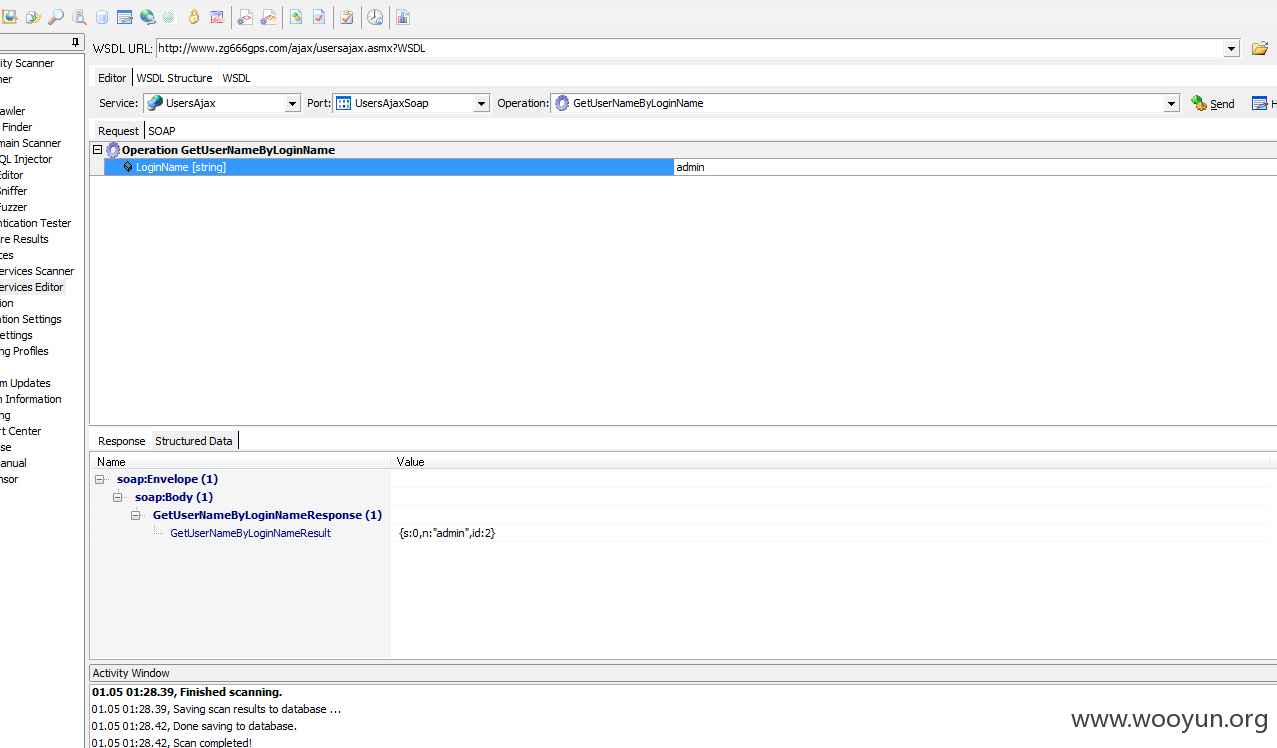 WSDL URL: http://www.zg666gps.com/ajax/usersajax.asmx?WSDL
Editor WSDL Structure WSDL
Service: UsersAjax Port: UsersAjaxSoap Operation: GetUserNameByLoginName Send H
Request SOAP
Operation GetUserNameByLoginName
LoginName [string] admin
ity Scanner
ner
awler
Finder
main Scanner
QL Injector
Editor
Sniffer
Fuzzer
ntication Tester
re Results
ces
ervices Scanner
ervices Editor
ion
ation Settings
ettings
ng Profiles
m Updates
n Information
ng
rt Center
se
anual
nsor
Response Structured Data
Name Value
soap:Envelope (1)
soap:Body (1)
GetUserNameByLoginNameResponse (1)
GetUserNameByLoginNameResult {s:0,n:"admin",id:2}
Activity Window
01.05 01:28.39, Finished scanning.
01.05 01:28.39, Saving scan results to database ...
01.05 01:28.42, Done saving to database.
01.05 01:28.42, Scan completed!
www.wooyun.org